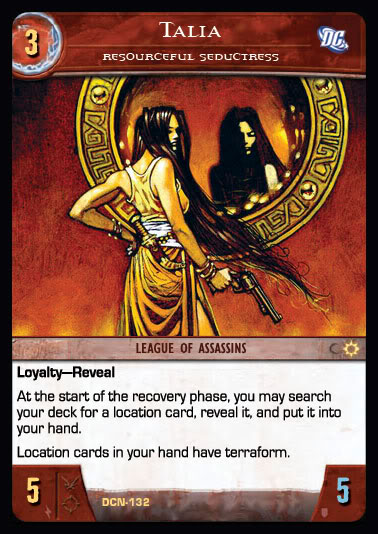 3
TALIA
DC
RESOURCEFUL SEDUCTRESS
LEAGUE OF ASSASSINS
C
Loyalty—Reveal
At the start of the recovery phase, you may search
your deck for a location card, reveal it, and put it into
your hand.
Location cards in your hand have terraform.
5
DCN-132
5